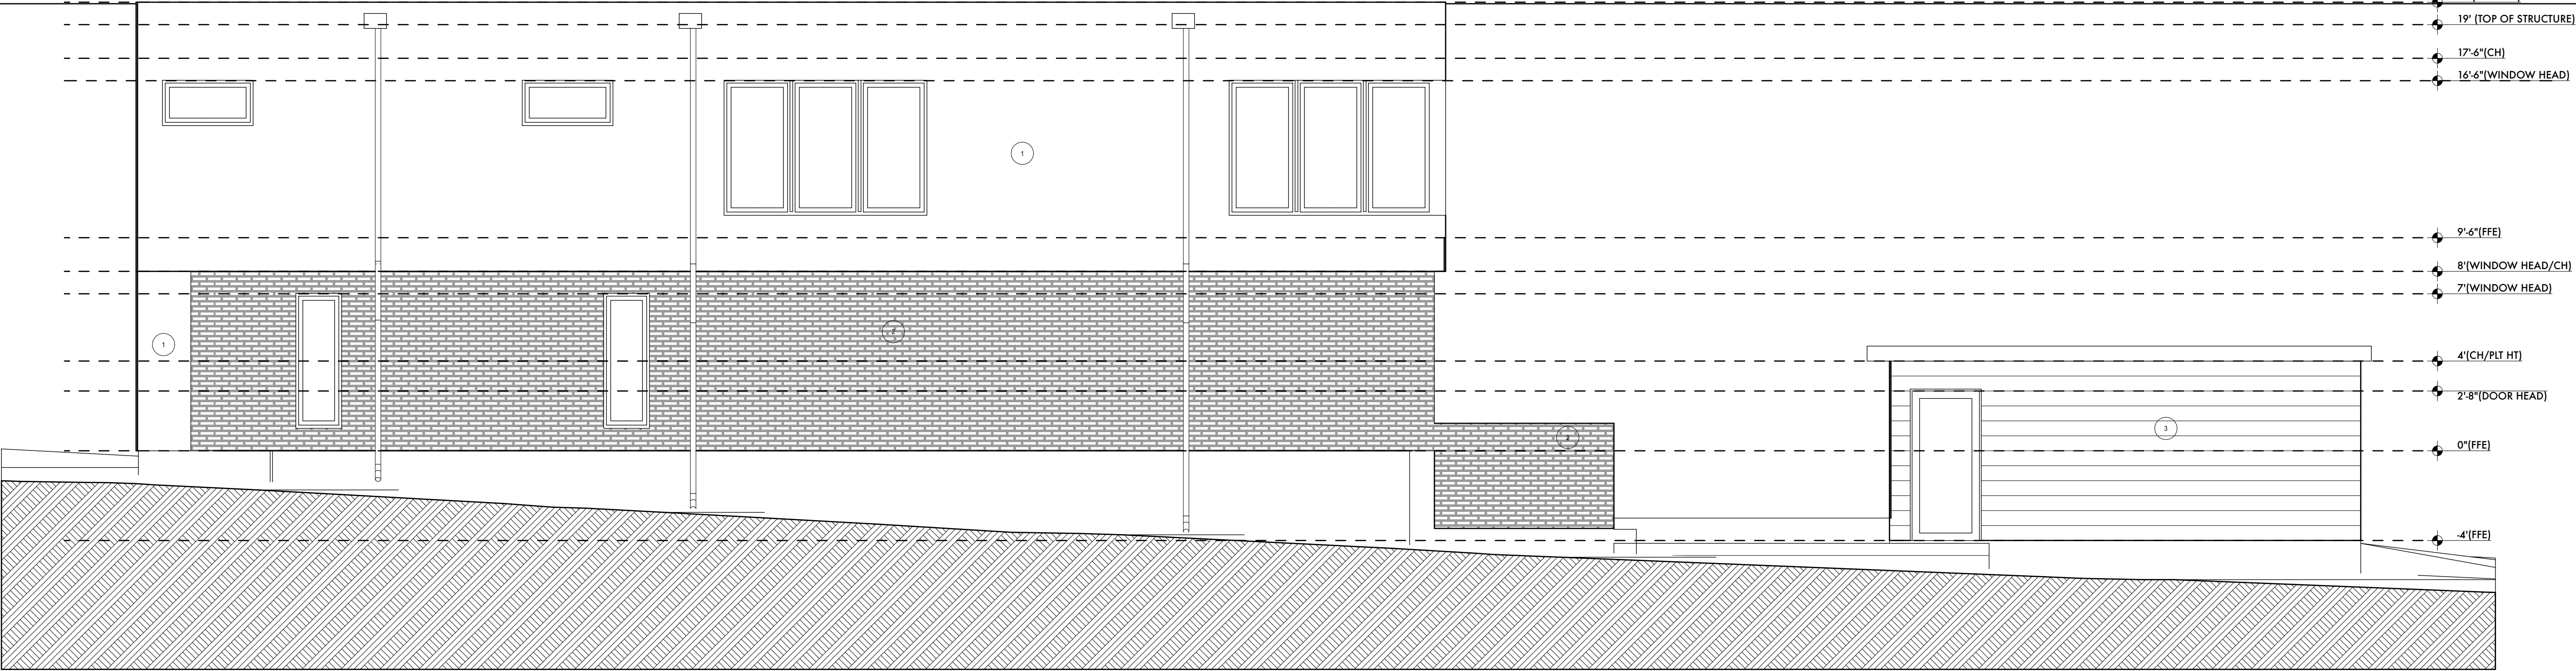 19' (TOP OF STRUCTURE)
17'-6"(CH)
16'-6"(WINDOW HEAD)
1
9'-6"(FFE)
8'(WINDOW HEAD/CH)
7'(WINDOW HEAD)
2
1
4'(CH/PLT HT)
2'-8"(DOOR HEAD)
3
2
0"(FFE)
-4'(FFE)